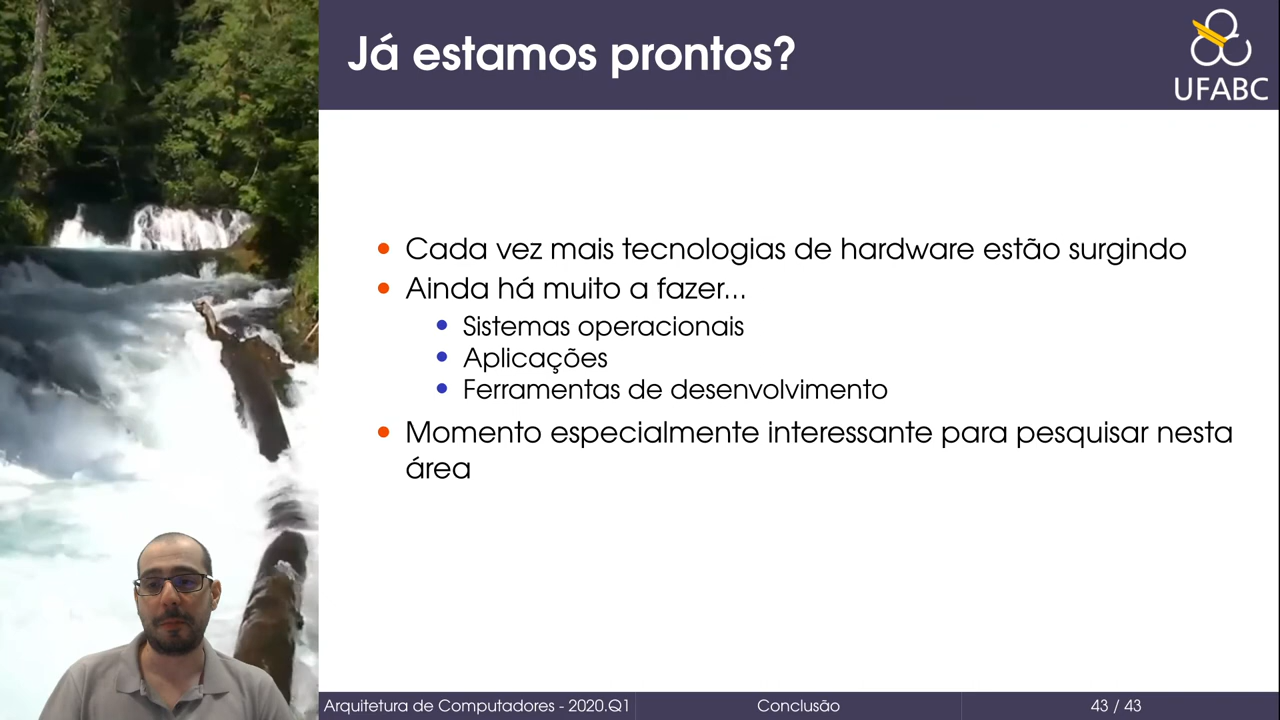 Já estamos prontos?
UFABC
• Cada vez mais tecnologias de hardware estão surgindo
• Ainda há muito a fazer...
• Sistemas operacionais
• Aplicações
• Ferramentas de desenvolvimento
• Momento especialmente interessante para pesquisar nesta
área
Arquitetura de Computadores - 2020.Q1
Conclusão
43 / 43